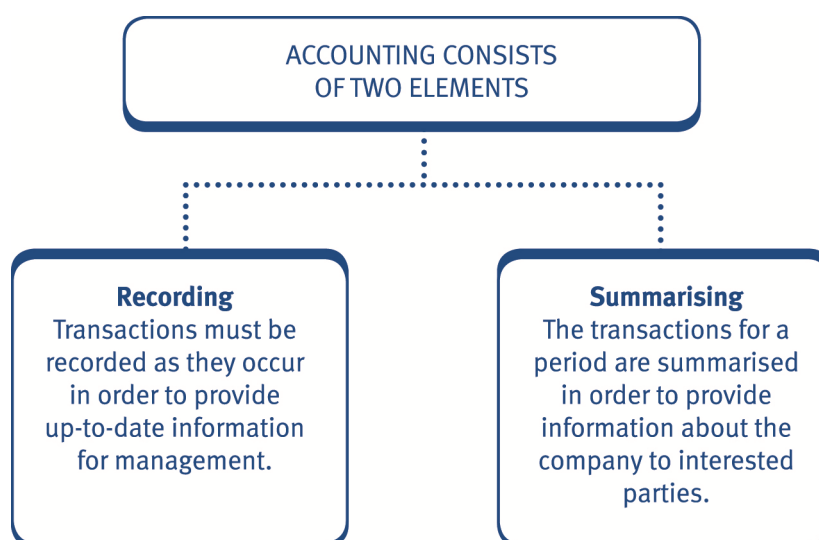 ACCOUNTING CONSISTS
OF TWO ELEMENTS
Recording
Transactions must be
recorded as they occur
in order to provide
up-to-date information
for management.
Summarising
The transactions for a
period are summarised
in order to provide
information about the
company to interested
parties.